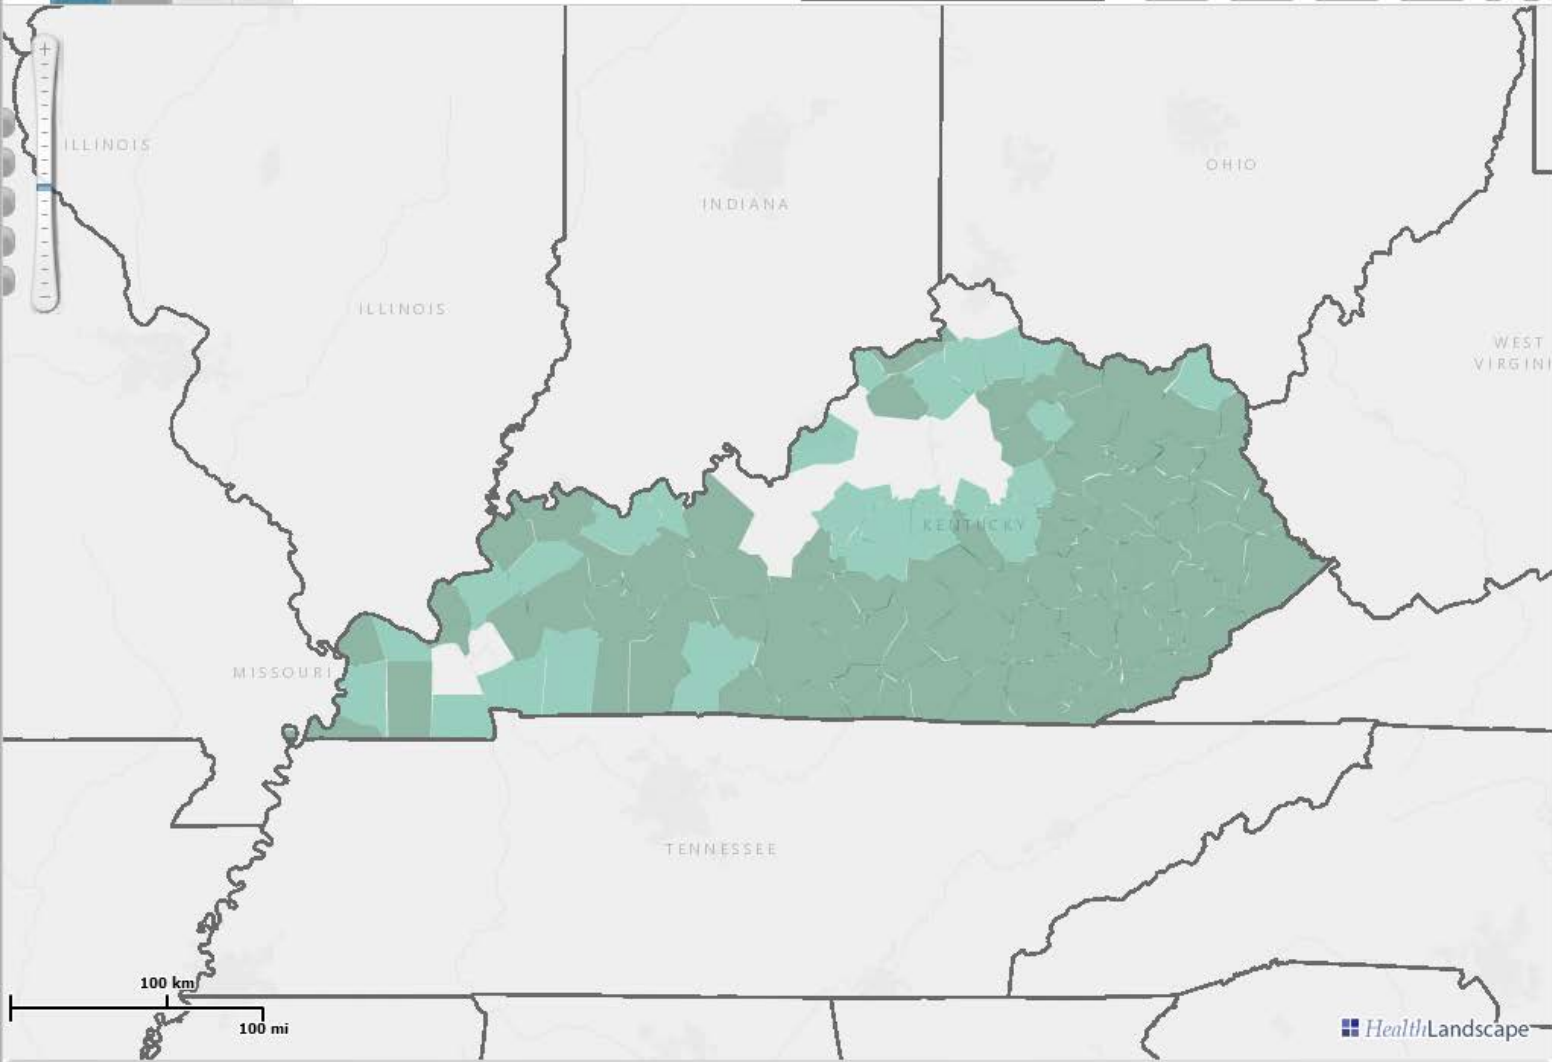 +
ILLINOIS
OHIO
INDIANA
ILLINOIS
WEST
VIRGINI
KENTUCKY
MISSOURI
TENNESSEE
100 km
100 mi
HealthLandscape